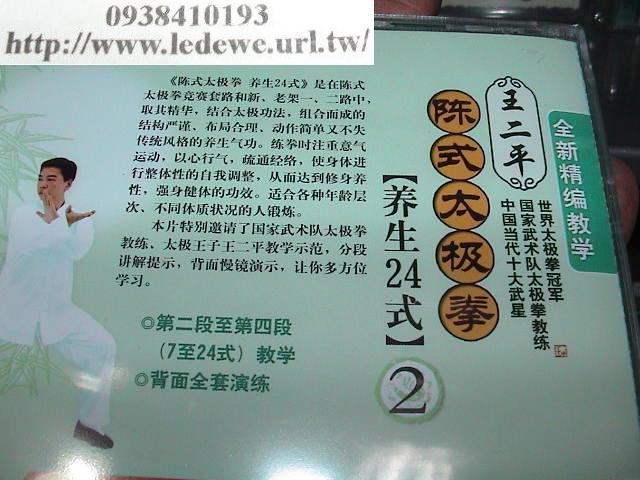 0938410193
http://www.ledewe.url.tw/
全新精编教学
世界太极拳冠军
国家武术队太极拳教练
中国当代十大武星
王二平
陈式太极拳
【养生24式】
2
《陈式太极拳 养生24式》是在陈式
太极拳竞赛套路和新、老架一、二路中，
取其精华，结合太极功法，组合而成的
结构严谨、布局合理、动作简单又不失
传统风格的养生气功。练拳时注重意气
运动，以心行气，疏通经络，使身体进
行整体性的自我调整，从而达到修身养
性，强身健体的功效。适合各种年龄层
次、不同体质状况的人锻炼。
本片特别邀请了国家武术队太极拳
教练、太极王子王二平教学示范，分段
讲解提示，背面慢镜演示，让你多方位
学习。
◎第二段至第四段
（7至24式）教学
◎背面全套演练